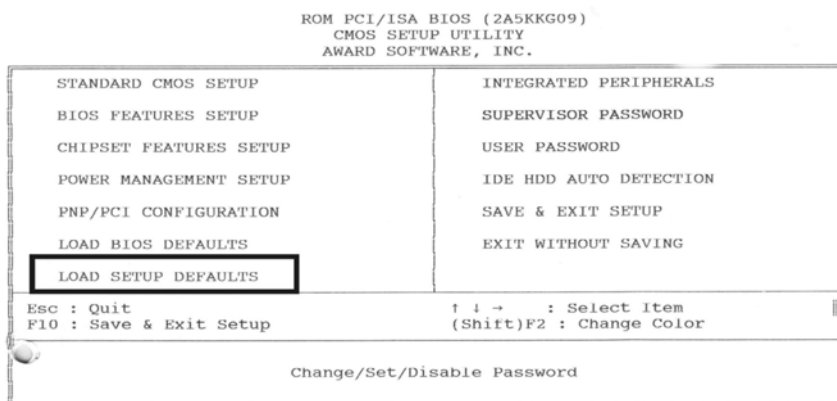 ROM PCI/ISA BIOS (2A5KKG09)
CMOS SETUP UTILITY
AWARD SOFTWARE, INC.
STANDARD CMOS SETUP
BIOS FEATURES SETUP
CHIPSET FEATURES SETUP
POWER MANAGEMENT SETUP
PNP/PCI CONFIGURATION
LOAD BIOS DEFAULTS
LOAD SETUP DEFAULTS
INTEGRATED PERIPHERALS
SUPERVISOR PASSWORD
USER PASSWORD
IDE HDD AUTO DETECTION
SAVE & EXIT SETUP
EXIT WITHOUT SAVING
Esc : Quit
F10 : Save & Exit Setup
↑ ↓ → : Select Item
(Shift)F2 : Change Color
Change/Set/Disable Password